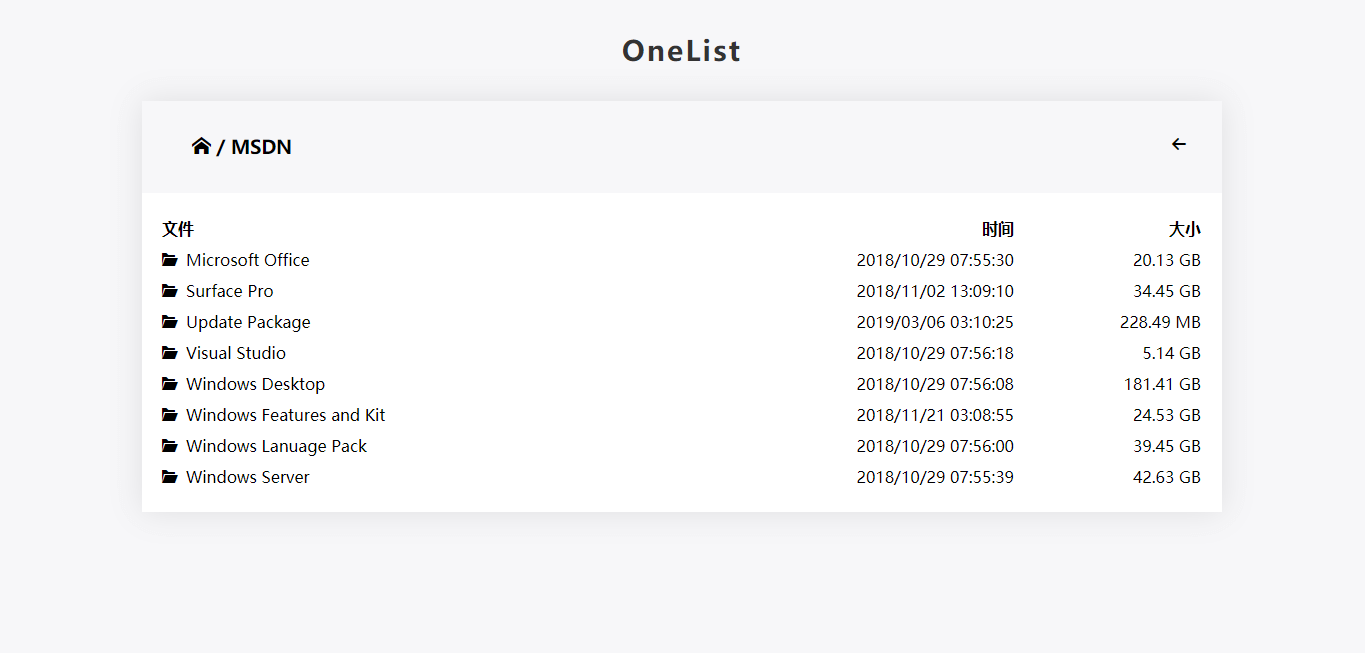 OneList
/ MSDN
文件 时间 大小
Microsoft Office 2018/10/29 07:55:30 20.13 GB
Surface Pro 2018/11/02 13:09:10 34.45 GB
Update Package 2019/03/06 03:10:25 228.49 MB
Visual Studio 2018/10/29 07:56:18 5.14 GB
Windows Desktop 2018/10/29 07:56:08 181.41 GB
Windows Features and Kit 2018/11/21 03:08:55 24.53 GB
Windows Lanuage Pack 2018/10/29 07:56:00 39.45 GB
Windows Server 2018/10/29 07:55:39 42.63 GB